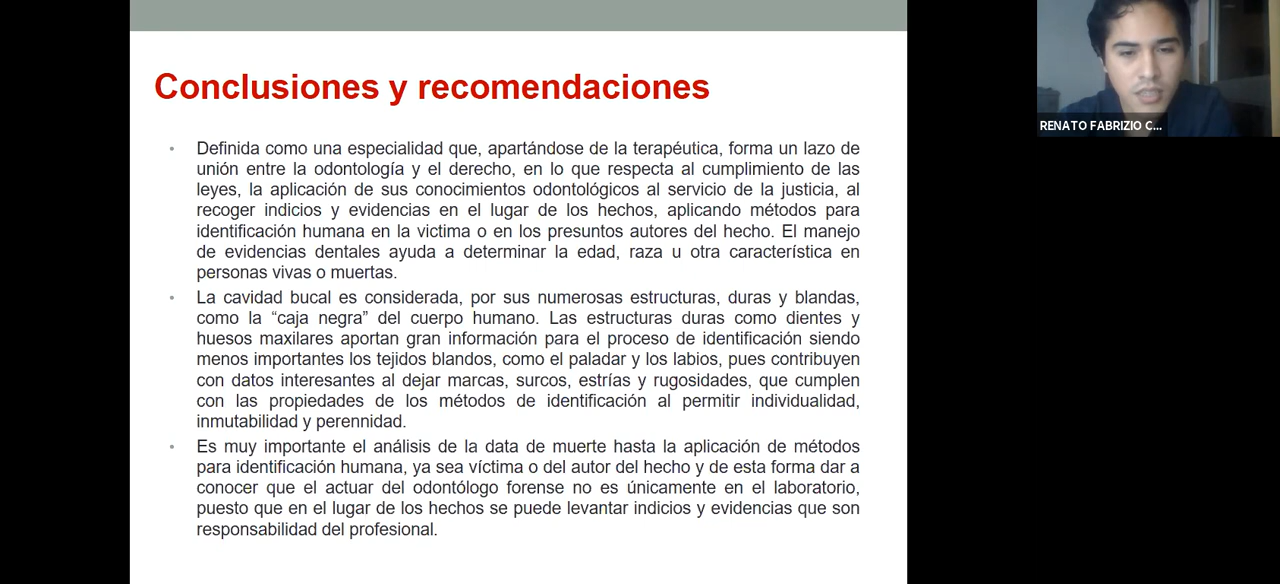 Conclusiones y recomendaciones
RENATO FABRIZIO C...
• Definida como una especialidad que, apartándose de la terapéutica, forma un lazo de
unión entre la odontología y el derecho, en lo que respecta al cumplimiento de las
leyes, la aplicación de sus conocimientos odontológicos al servicio de la justicia, al
recoger indicios y evidencias en el lugar de los hechos, aplicando métodos para
identificación humana en la victima o en los presuntos autores del hecho. El manejo
de evidencias dentales ayuda a determinar la edad, raza u otra característica en
personas vivas o muertas.
• La cavidad bucal es considerada, por sus numerosas estructuras, duras y blandas,
como la “caja negra” del cuerpo humano. Las estructuras duras como dientes y
huesos maxilares aportan gran información para el proceso de identificación siendo
menos importantes los tejidos blandos, como el paladar y los labios, pues contribuyen
con datos interesantes al dejar marcas, surcos, estrías y rugosidades, que cumplen
con las propiedades de los métodos de identificación al permitir individualidad,
inmutabilidad y perennidad.
• Es muy importante el análisis de la data de muerte hasta la aplicación de métodos
para identificación humana, ya sea víctima o del autor del hecho y de esta forma dar a
conocer que el actuar del odontólogo forense no es únicamente en el laboratorio,
puesto que en el lugar de los hechos se puede levantar indicios y evidencias que son
responsabilidad del profesional.